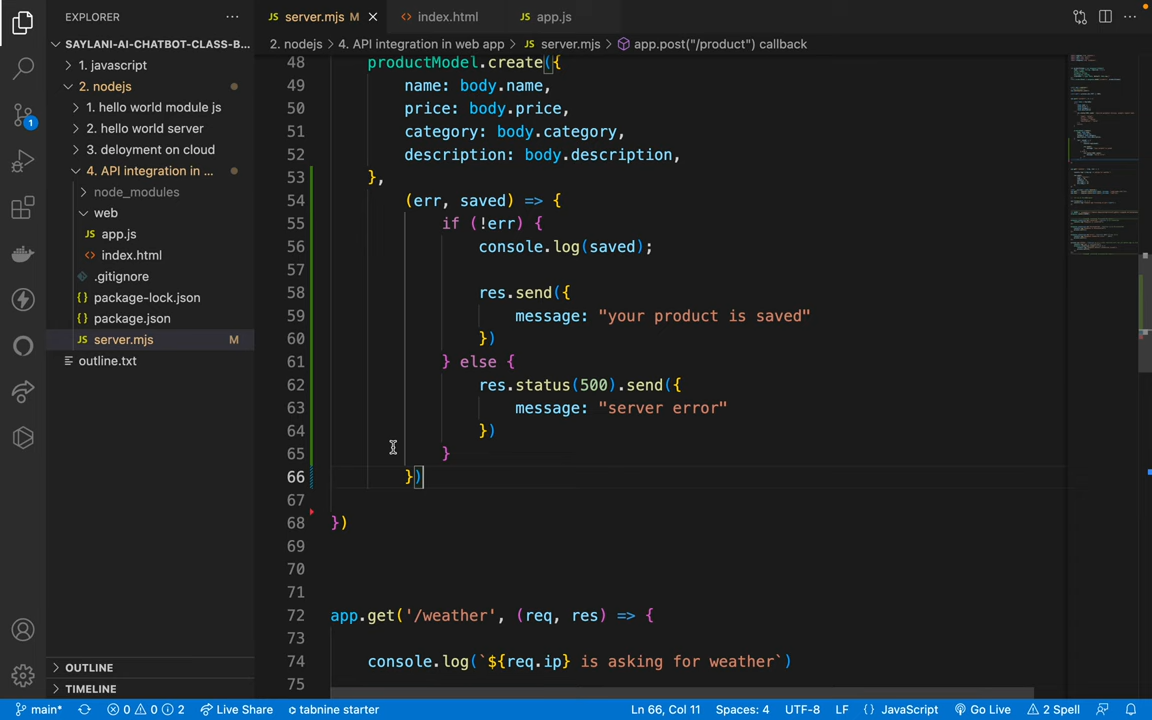 EXPLORER
SAYLANI-AI-CHATBOT-CLASS-B...
1. javascript
2. nodejs
1. hello world module js
2. hello world server
3. deloyment on cloud
4. API integration in ...
node_modules
web
JS app.js
<> index.html
.gitignore
{} package-lock.json
{} package.json
JS server.mjs M
outline.txt
OUTLINE
TIMELINE
1
JS server.mjs M
<> index.html
JS app.js
2. nodejs > 4. API integration in web app > JS server.mjs > app.post("/product") callback
48 productModel.create({
49 name: body.name,
50 price: body.price,
51 category: body.category,
52 description: body.description,
53 },
54 (err, saved) => {
55 if (!err) {
56 console.log(saved);
57
58 res.send({
59 message: "your product is saved"
60 })
61 } else {
62 res.status(500).send({
63 message: "server error"
64 })
65 }
66 })
67
68 })
69
70
71
72 app.get('/weather', (req, res) => {
73
74 console.log(`${req.ip} is asking for weather`)
75
main* 0 0 2 Live Share tabnine starter Ln 66, Col 11 Spaces: 4 UTF-8 LF {} JavaScript Go Live 2 Spell